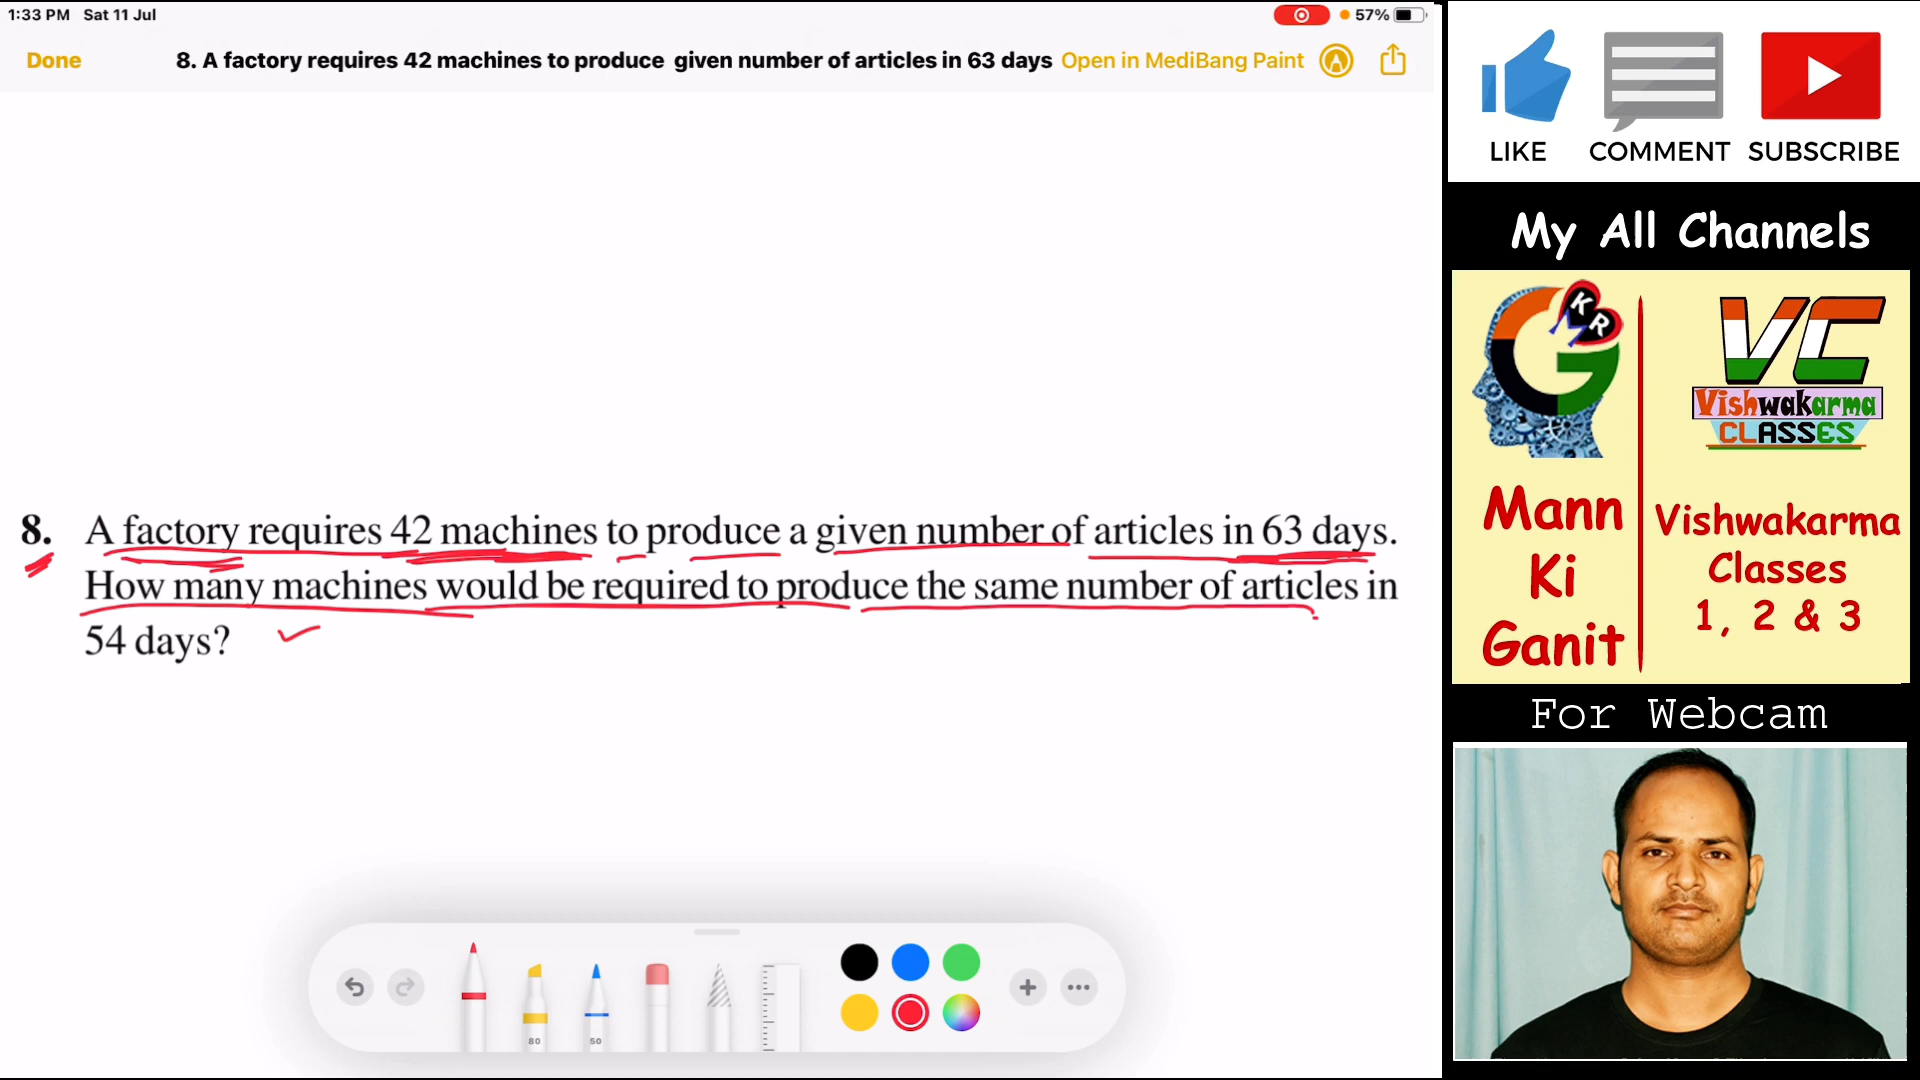 1:33 PM Sat 11 Jul
57%
Done
8. A factory requires 42 machines to produce given number of articles in 63 days
Open in MediBang Paint
8. A factory requires 42 machines to produce a given number of articles in 63 days.
How many machines would be required to produce the same number of articles in
54 days?
80
50
LIKE
COMMENT
SUBSCRIBE
My All Channels
G
K
R
VC
Vishwakarma
CLASSES
Mann
Ki
Ganit
Vishwakarma
Classes
1, 2 & 3
For Webcam